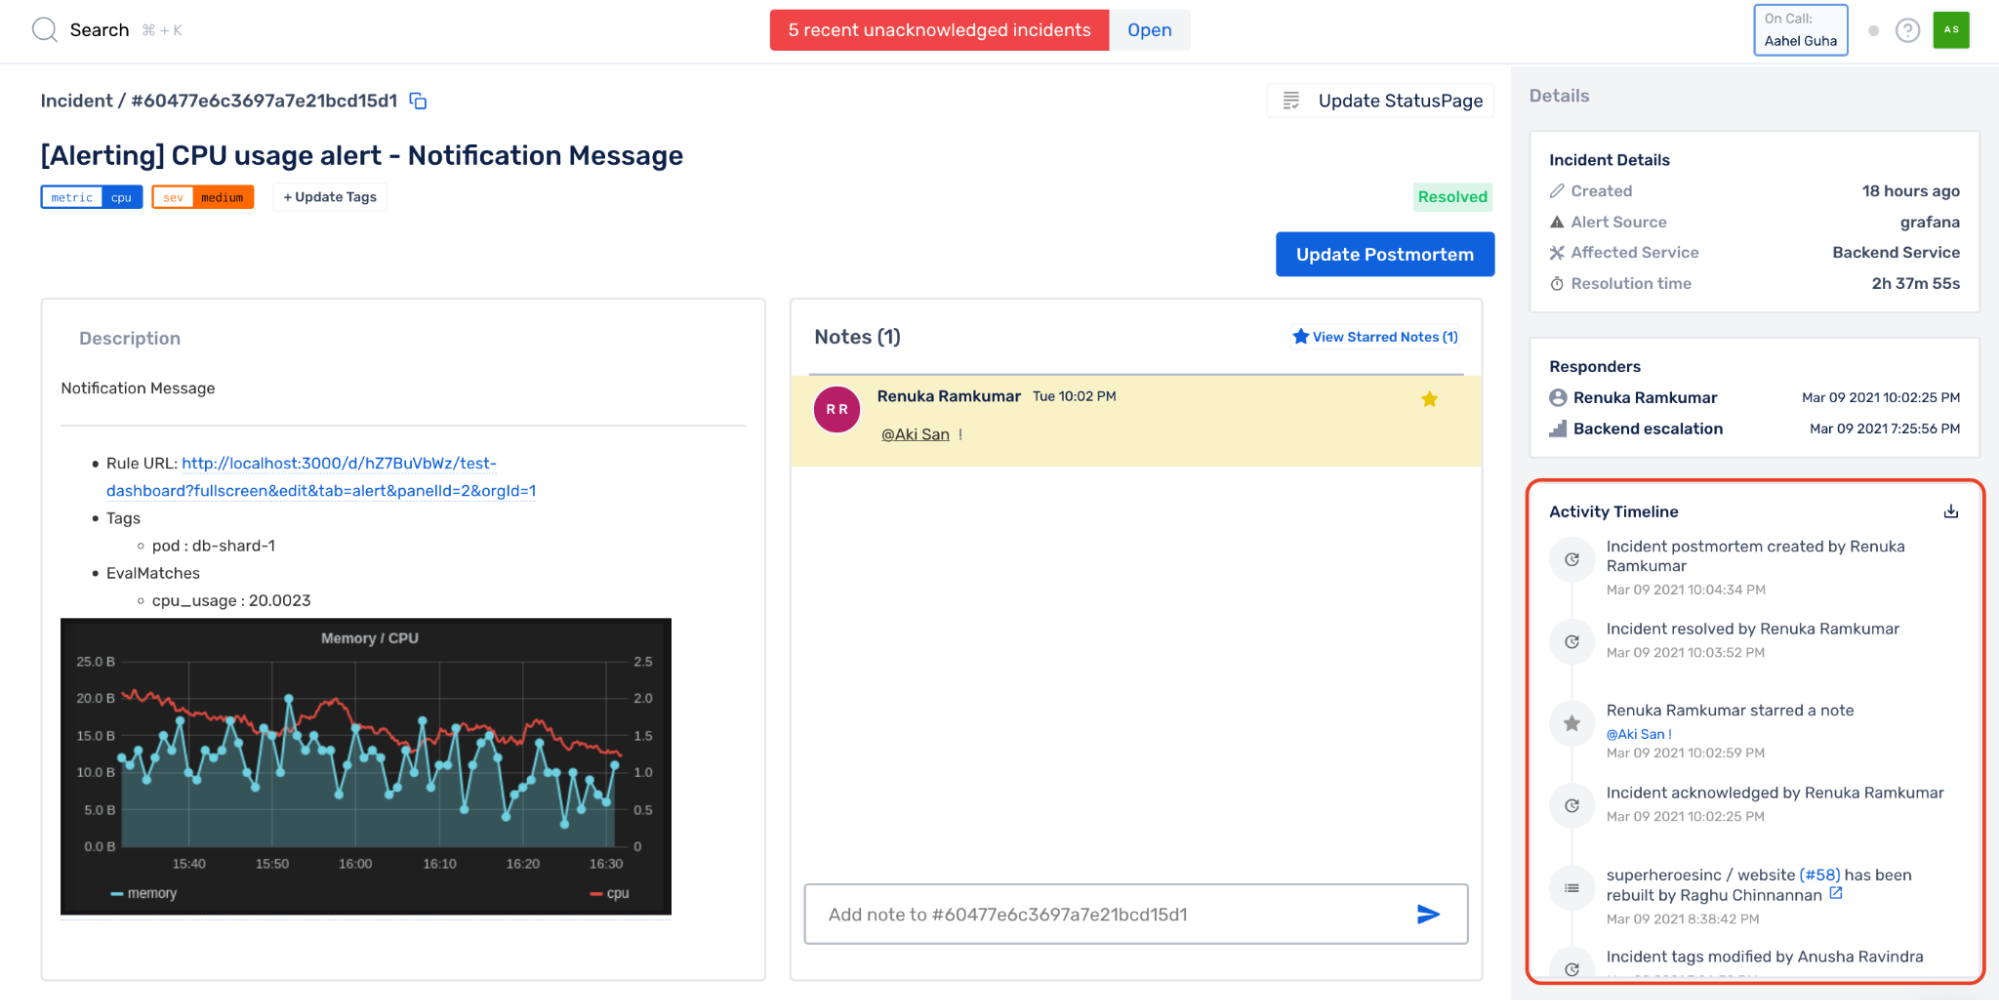 Search ⌘ + K
5 recent unacknowledged incidents Open
On Call:
Aahel Guha
?
A S
Incident / #60477e6c3697a7e21bcd15d1
Update StatusPage
[Alerting] CPU usage alert - Notification Message
metric cpu sev medium + Update Tags
Resolved
Update Postmortem
Description
Notification Message
Rule URL: http://localhost:3000/d/hZ7BuVbWz/test-
dashboard?fullscreen&edit&tab=alert&panelId=2&orgId=1
Tags
pod : db-shard-1
EvalMatches
cpu_usage : 20.0023
Memory / CPU
25.0 B 2.5
20.0 B 2.0
15.0 B 1.5
10.0 B 1.0
5.0 B 0.5
0.0 B 0
15:40 15:50 16:00 16:10 16:20 16:30
memory cpu
Notes (1)
View Starred Notes (1)
R R
Renuka Ramkumar Tue 10:02 PM
@Aki San !
Add note to #60477e6c3697a7e21bcd15d1
Details
Incident Details
Created 18 hours ago
Alert Source grafana
Affected Service Backend Service
Resolution time 2h 37m 55s
Responders
Renuka Ramkumar Mar 09 2021 10:02:25 PM
Backend escalation Mar 09 2021 7:25:56 PM
Activity Timeline
Incident postmortem created by Renuka
Ramkumar
Mar 09 2021 10:04:34 PM
Incident resolved by Renuka Ramkumar
Mar 09 2021 10:03:52 PM
Renuka Ramkumar starred a note
@Aki San !
Mar 09 2021 10:02:59 PM
Incident acknowledged by Renuka Ramkumar
Mar 09 2021 10:02:25 PM
superheroesinc / website (#58) has been
rebuilt by Raghu Chinnannan
Mar 09 2021 8:38:42 PM
Incident tags modified by Anusha Ravindra